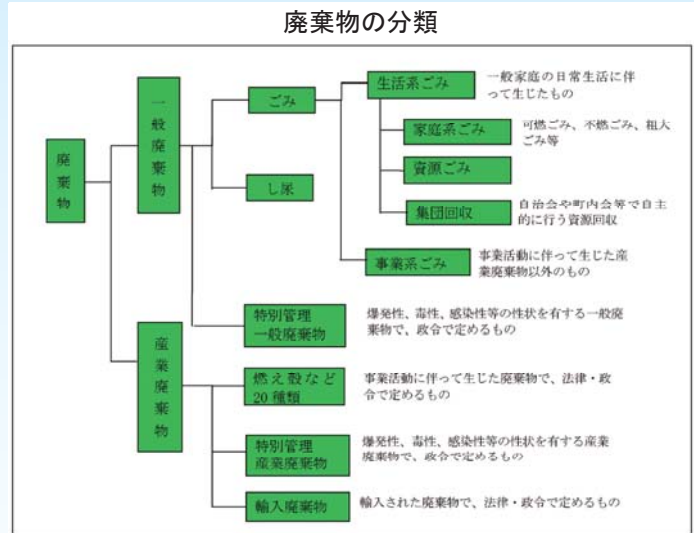 廃棄物の分類
廃棄物
一般廃棄物
ごみ
生活系ごみ
一般家庭の日常生活に伴
って生じたもの
家庭系ごみ
可燃ごみ、不燃ごみ、粗大
ごみ等
資源ごみ
集団回収
自治会や町内会等で自主
的に行う資源回収
事業系ごみ
事業活動に伴って生じた産
業廃棄物以外のもの
し尿
特別管理
一般廃棄物
爆発性、毒性、感染性等の性状を有する一般廃
棄物で、政令で定めるもの
産業廃棄物
燃え殻など
20種類
事業活動に伴って生じた廃棄物で、法律・政
令で定めるもの
特別管理
産業廃棄物
爆発性、毒性、感染性等の性状を有する産業
廃棄物で、政令で定めるもの
輸入廃棄物
輸入された廃棄物で、法律・政令で定めるもの